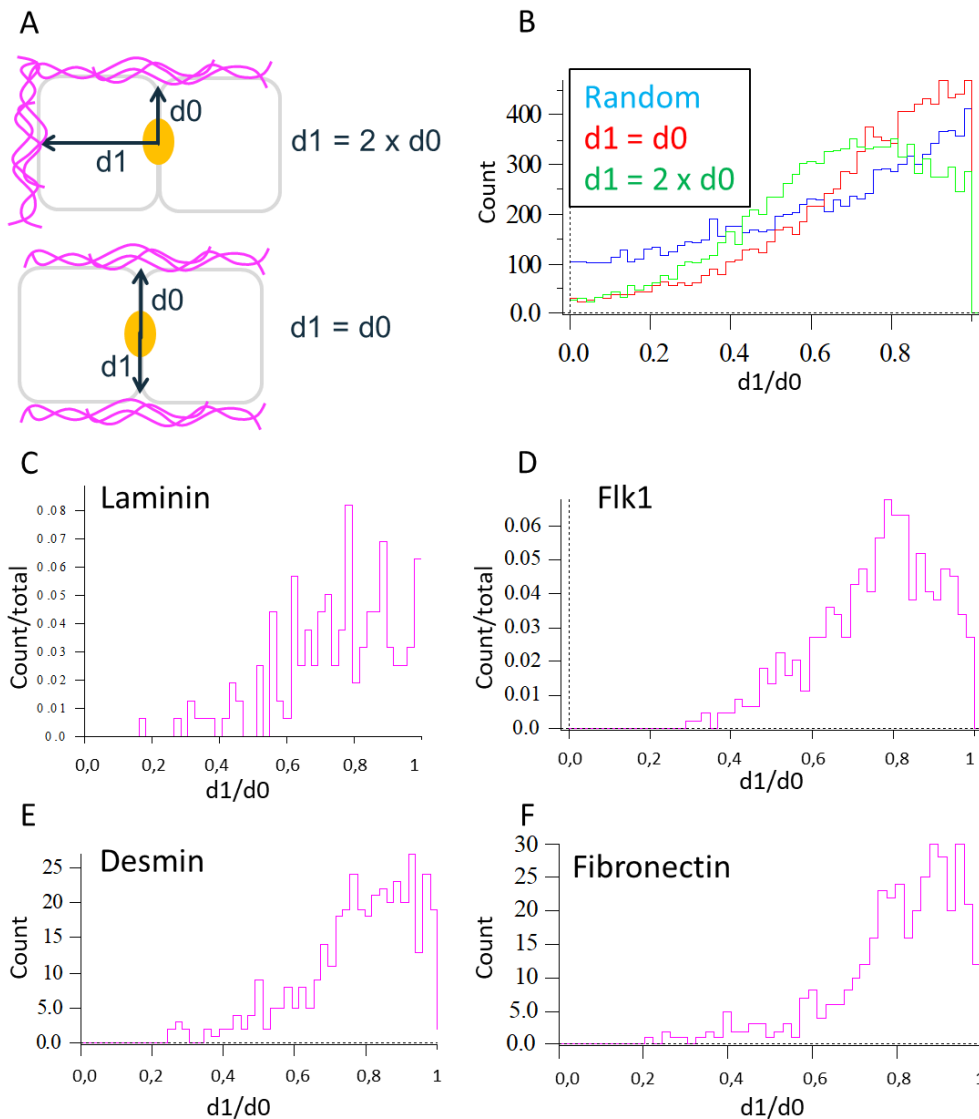 A
d0
d1
d1 = 2 x d0
d0
d1
d1 = d0
B
Random
d1 = d0
d1 = 2 x d0
Count
400
300
200
100
0.0
0.0 0.2 0.4 0.6 0.8
d1/d0
C
Laminin
Count/total
0.08
0.07
0.06
0.05
0.04
0.03
0.02
0.01
0.0
0,0 0,2 0,4 0,6 0,8 1
d1/d0
D
Flk1
Count/total
0.06
0.05
0.04
0.03
0.02
0.01
0.0
0,0 0,2 0,4 0,6 0,8 1
d1/d0
E
Desmin
Count
25
20
15
10
5.0
0.0
0,0 0,2 0,4 0,6 0,8 1
d1/d0
F
Fibronectin
Count
30
25
20
15
10
5.0
0.0
0,0 0,2 0,4 0,6 0,8 1
d1/d0